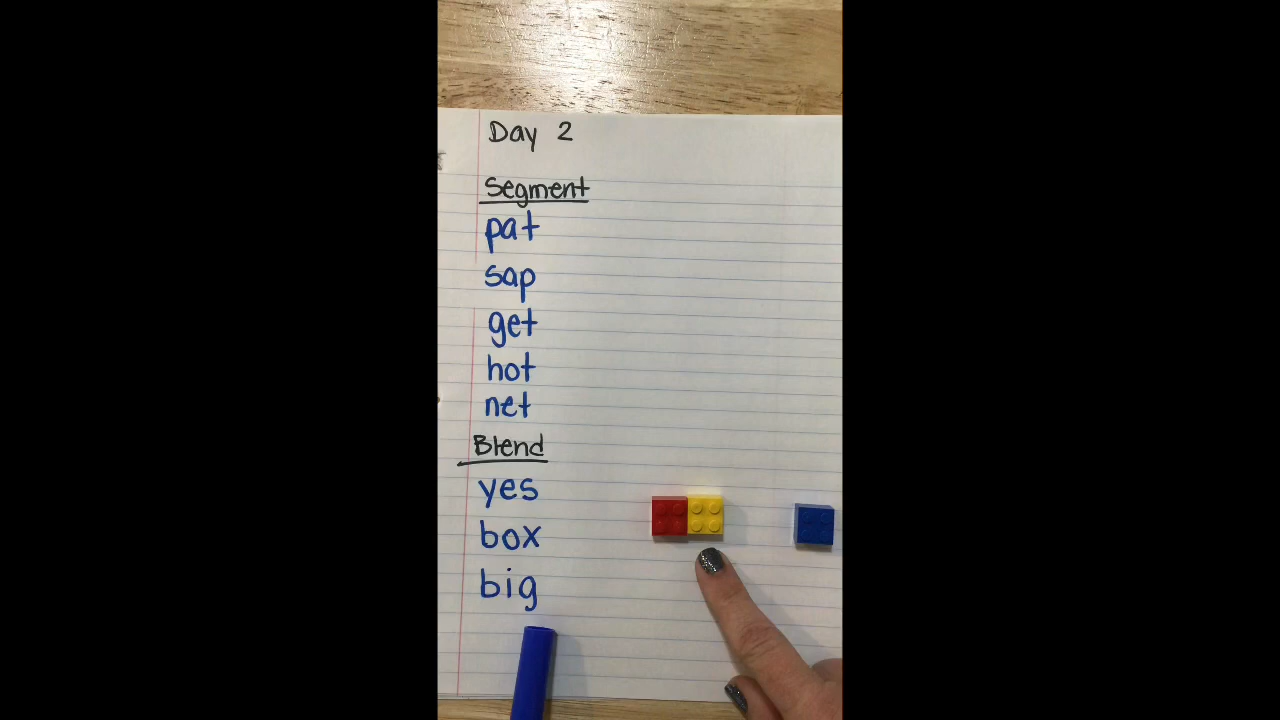 Day 2
Segment
pat
sap
get
hot
net
Blend
yes
box
big